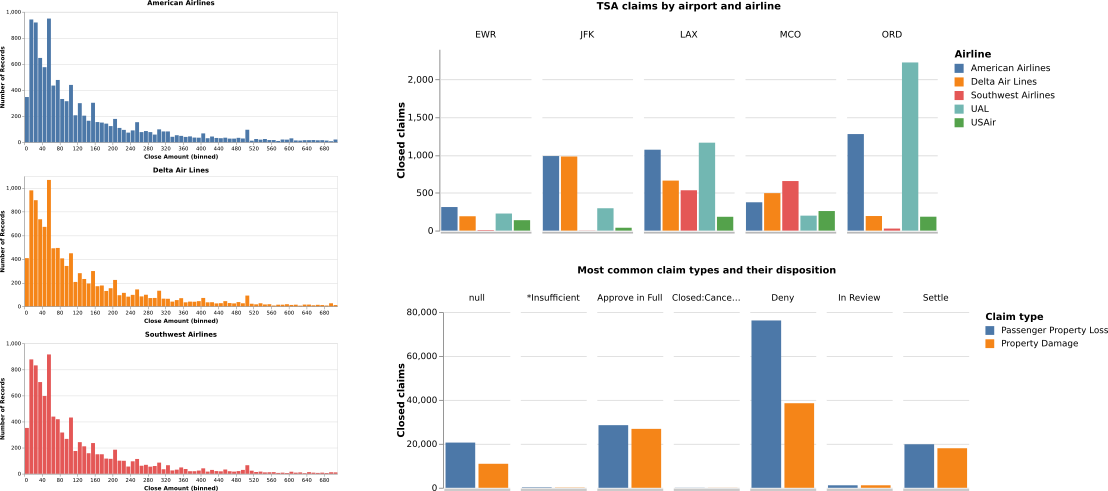 American Airlines
1,000
800
600
400
200
0
Number of Records
0 40 80 120 160 200 240 280 320 360 400 440 480 520 560 600 640 680
Close Amount (binned)
Delta Air Lines
1,000
800
600
400
200
0
Number of Records
0 40 80 120 160 200 240 280 320 360 400 440 480 520 560 600 640 680
Close Amount (binned)
Southwest Airlines
1,000
800
600
400
200
0
Number of Records
0 40 80 120 160 200 240 280 320 360 400 440 480 520 560 600 640 680
Close Amount (binned)
TSA claims by airport and airline
EWR JFK LAX MCO ORD
2,000
1,500
1,000
500
0
Closed claims
Airline
American Airlines
Delta Air Lines
Southwest Airlines
UAL
USAir
Most common claim types and their disposition
null *Insufficient Approve in Full Closed:Cance... Deny In Review Settle
80,000
60,000
40,000
20,000
0
Closed claims
Claim type
Passenger Property Loss
Property Damage